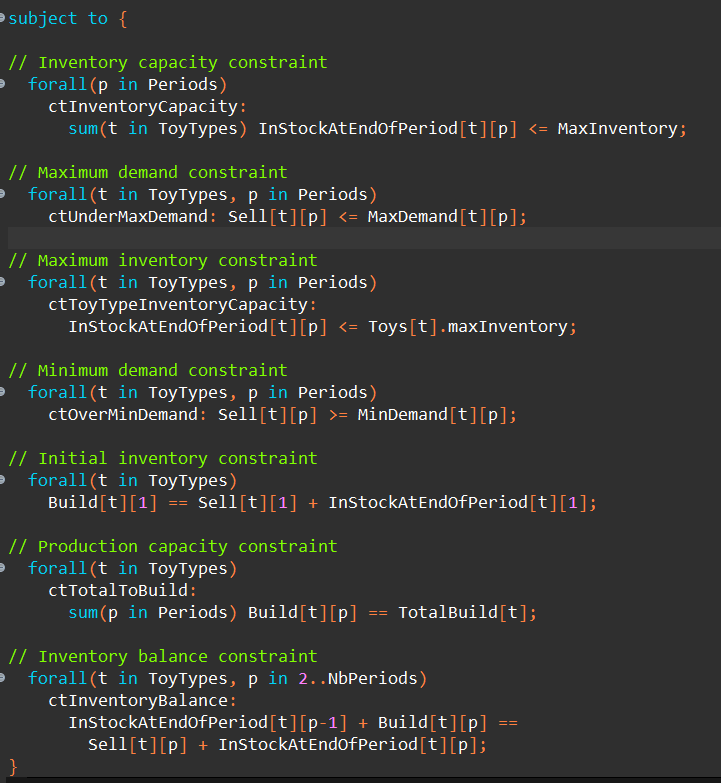 subject to {
// Inventory capacity constraint
forall(p in Periods)
ctInventoryCapacity:
sum(t in ToyTypes) InStockAtEndOfPeriod[t][p] <= MaxInventory;
// Maximum demand constraint
forall(t in ToyTypes, p in Periods)
ctUnderMaxDemand: Sell[t][p] <= MaxDemand[t][p];
// Maximum inventory constraint
forall(t in ToyTypes, p in Periods)
ctToyTypeInventoryCapacity:
InStockAtEndOfPeriod[t][p] <= Toys[t].maxInventory;
// Minimum demand constraint
forall(t in ToyTypes, p in Periods)
ctOverMinDemand: Sell[t][p] >= MinDemand[t][p];
// Initial inventory constraint
forall(t in ToyTypes)
Build[t][1] == Sell[t][1] + InStockAtEndOfPeriod[t][1];
// Production capacity constraint
forall(t in ToyTypes)
ctTotalToBuild:
sum(p in Periods) Build[t][p] == TotalBuild[t];
// Inventory balance constraint
forall(t in ToyTypes, p in 2..NbPeriods)
ctInventoryBalance:
InStockAtEndOfPeriod[t][p-1] + Build[t][p] ==
Sell[t][p] + InStockAtEndOfPeriod[t][p];
}